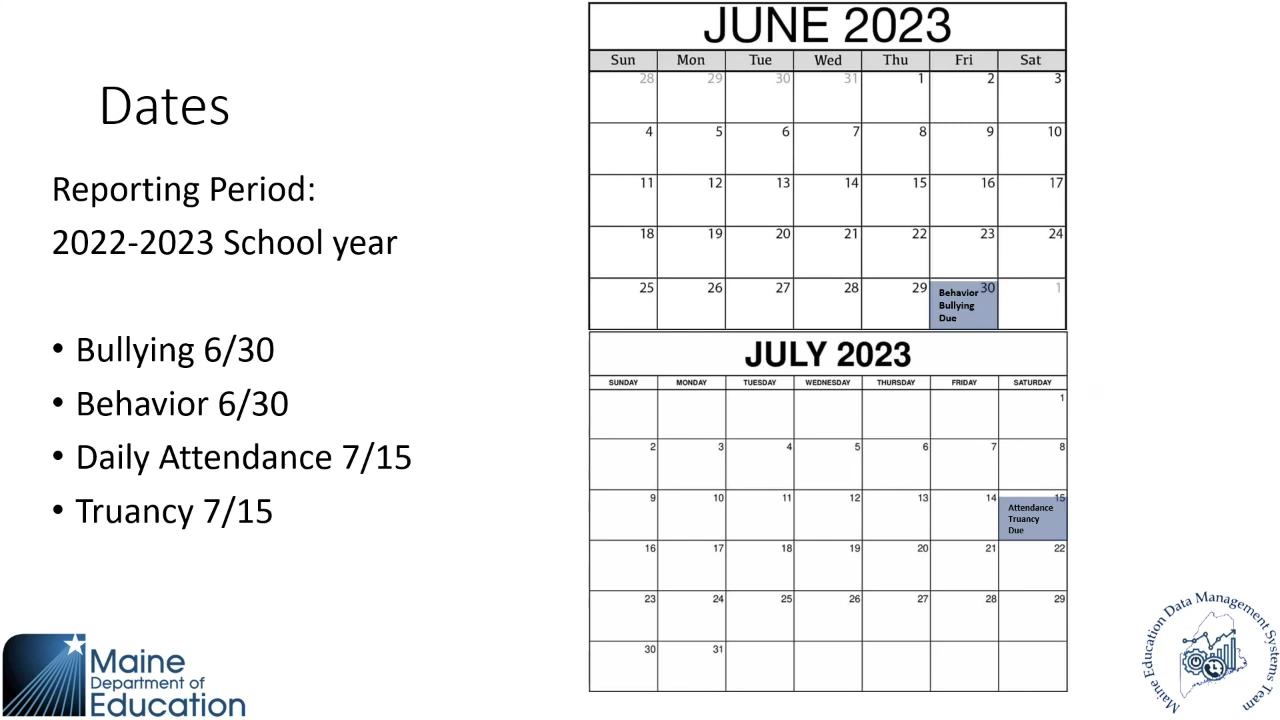 Dates
Reporting Period:
2022-2023 School year
• Bullying 6/30
• Behavior 6/30
• Daily Attendance 7/15
• Truancy 7/15
JUNE 2023
Sun Mon Tue Wed Thu Fri Sat
28 29 30 31 1 2 3
4 5 6 7 8 9 10
11 12 13 14 15 16 17
18 19 20 21 22 23 24
25 26 27 28 29 30 1
Behavior
Bullying
Due
JULY 2023
SUNDAY MONDAY TUESDAY WEDNESDAY THURSDAY FRIDAY SATURDAY
1
2 3 4 5 6 7 8
9 10 11 12 13 14 15
Attendance
Truancy
Due
16 17 18 19 20 21 22
23 24 25 26 27 28 29
30 31
Maine
Department of
Education
Maine Education Data Management Systems Team